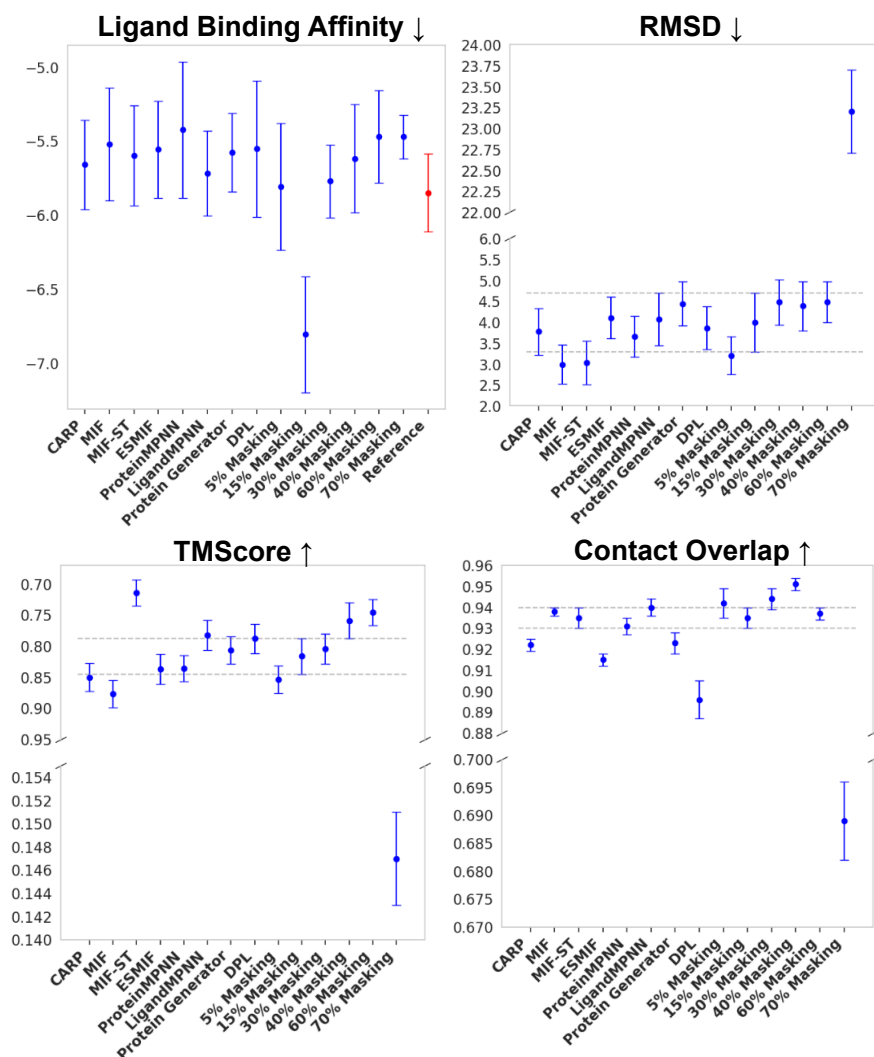 Ligand Binding Affinity ↓
−5.0
−5.5
−6.0
−6.5
−7.0
CARP
MIF
MIF-ST
ESMIF
ProteinMPNN
LigandMPNN
Protein Generator
DPL
5% Masking
15% Masking
30% Masking
40% Masking
60% Masking
70% Masking
Reference
RMSD ↓
24.00
23.75
23.50
23.25
23.00
22.75
22.50
22.25
22.00
6.0
5.5
5.0
4.5
4.0
3.5
3.0
2.5
2.0
CARP
MIF
MIF-ST
ESMIF
ProteinMPNN
LigandMPNN
Protein Generator
DPL
5% Masking
15% Masking
30% Masking
40% Masking
60% Masking
70% Masking
TMScore ↑
0.70
0.75
0.80
0.85
0.90
0.95
0.154
0.152
0.150
0.148
0.146
0.144
0.142
0.140
CARP
MIF
MIF-ST
ESMIF
ProteinMPNN
LigandMPNN
Protein Generator
DPL
5% Masking
15% Masking
30% Masking
40% Masking
60% Masking
70% Masking
Contact Overlap ↑
0.96
0.95
0.94
0.93
0.92
0.91
0.90
0.89
0.88
0.700
0.695
0.690
0.685
0.680
0.675
0.670
CARP
MIF
MIF-ST
ESMIF
ProteinMPNN
LigandMPNN
Protein Generator
DPL
5% Masking
15% Masking
30% Masking
40% Masking
60% Masking
70% Masking